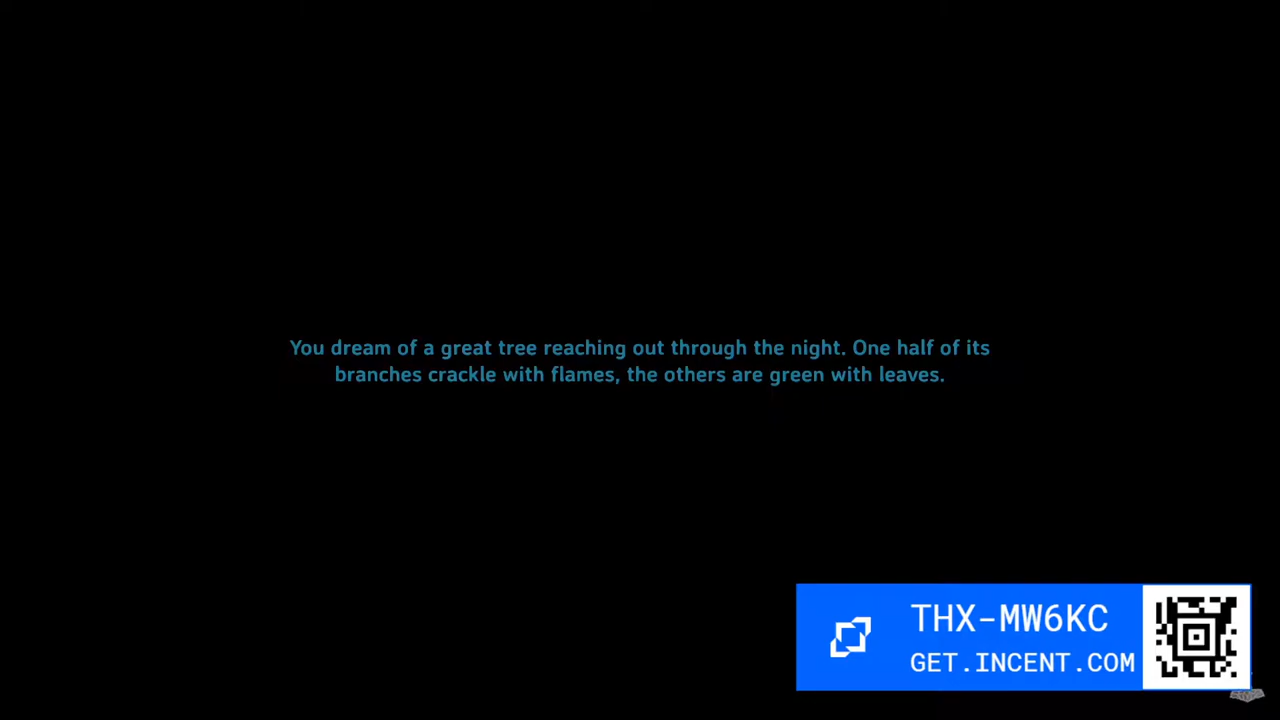 You dream of a great tree reaching out through the night. One half of its
branches crackle with flames, the others are green with leaves.
THX-MW6KC
GET.INCENT.COM